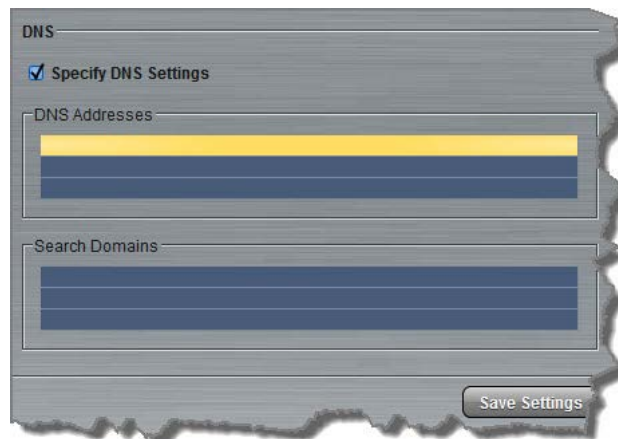 DNS
Specify DNS Settings
DNS Addresses
Search Domains
Save Settings